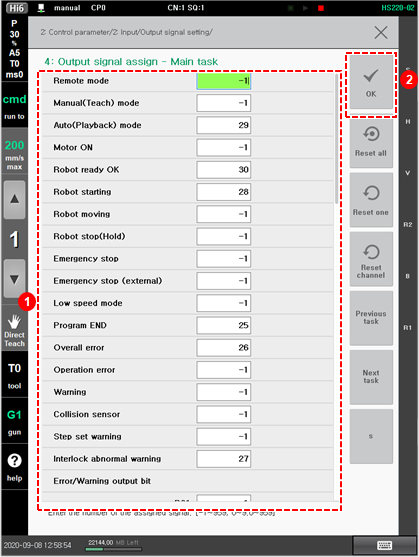 Hi6 manual CP0 CN:1 SQ:1 HS220-02
P
30
%
A5
T0
ms0
cmd
run to
200
mm/s
max
1
Direct
Teach
T0
tool
G1
gun
?
help
2: Control parameter/2: Input/Output signal setting/
4: Output signal assign - Main task
Remote mode -1
Manual(Teach) mode -1
Auto(Playback) mode 29
Motor ON -1
Robot ready OK 30
Robot starting 28
Robot moving -1
Robot stop(Hold) -1
Emergency stop -1
Emergency stop (external) -1
Low speed mode -1
Program END 25
Overall error 26
Operation error -1
Warning -1
Collision sensor -1
Step set warning -1
Interlock abnormal warning 27
Error/Warning output bit
Enter the number of the assigned signal. [-1~959, 0~9.0~959]
1
2
OK
Reset all
Reset one
Reset
channel
Previous
task
Next
task
s
H
V
R2
B
R1
2020-09-08 12:58:54 22144,00 MB Left